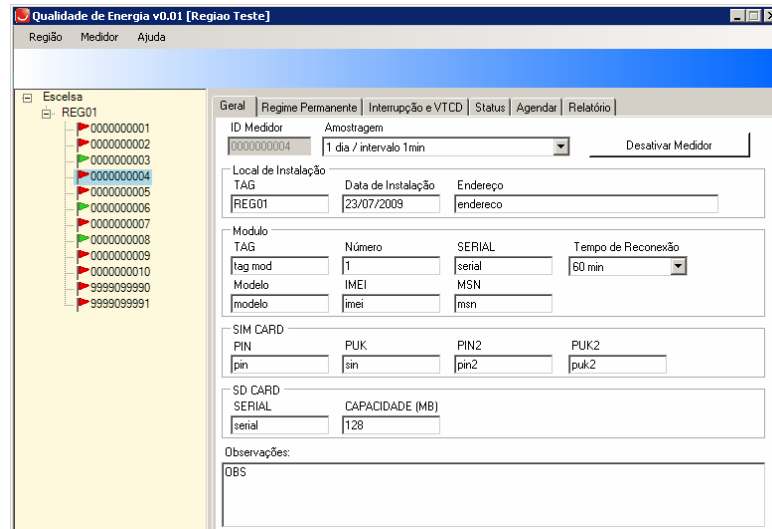 Qualidade de Energia v0.01 [Regiao Teste]
Região Medidor Ajuda
Escelsa
REG01
0000000001
0000000002
0000000003
0000000004
0000000005
0000000006
0000000007
0000000008
0000000009
0000000010
9999099990
9999099991
Geral Regime Permanente Interrupção e VTCD Status Agendar Relatório
ID Medidor Amostragem
0000000004 1 dia / intervalo 1min Desativar Medidor
Local de Instalação
TAG Data de Instalação Endereço
REG01 23/07/2009 endereco
Modulo
TAG Número SERIAL Tempo de Reconexão
tag mod 1 serial 60 min
Modelo IMEI MSN
modelo imei msn
SIM CARD
PIN PUK PIN2 PUK2
pin sin pin2 puk2
SD CARD
SERIAL CAPACIDADE (MB)
serial 128
Observações:
OBS